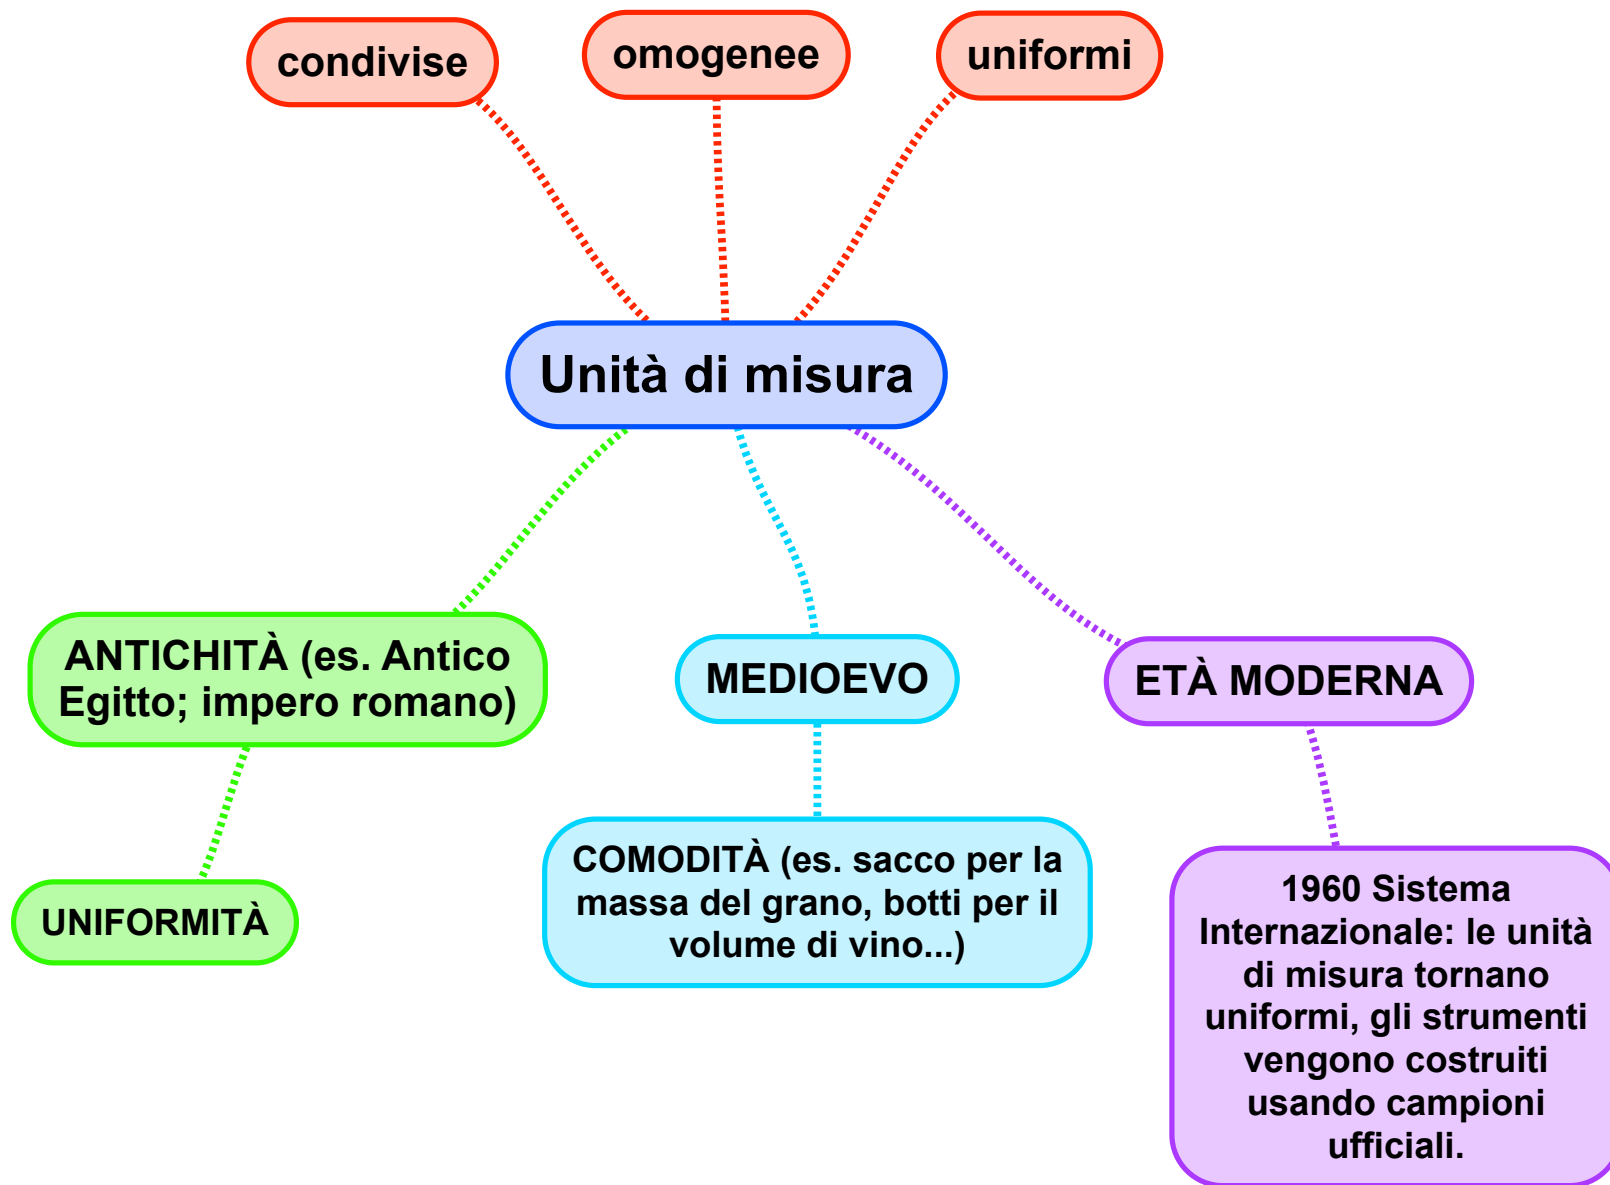 condivise
omogenee
uniformi
Unità di misura
ANTICHITÀ (es. Antico
Egitto; impero romano)
MEDIOEVO
ETÀ MODERNA
UNIFORMITÀ
COMODITÀ (es. sacco per la
massa del grano, botti per il
volume di vino...)
1960 Sistema
Internazionale: le unità
di misura tornano
uniformi, gli strumenti
vengono costruiti
usando campioni
ufficiali.